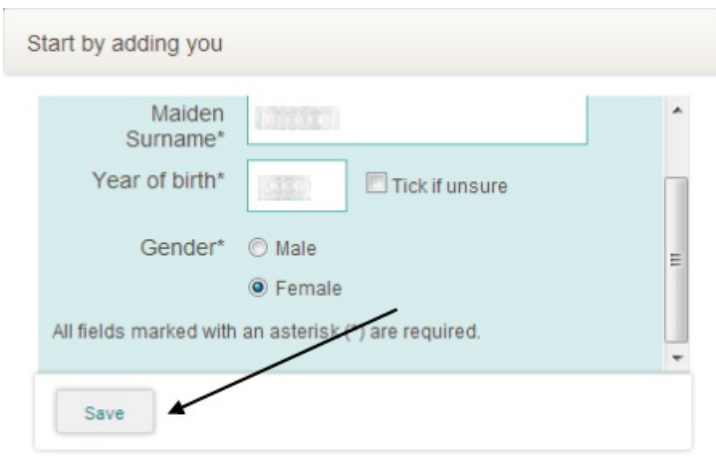 Start by adding you
Maiden
Surname*
Year of birth*
Tick if unsure
Gender*
Male
Female
All fields marked with an asterisk (*) are required.
Save